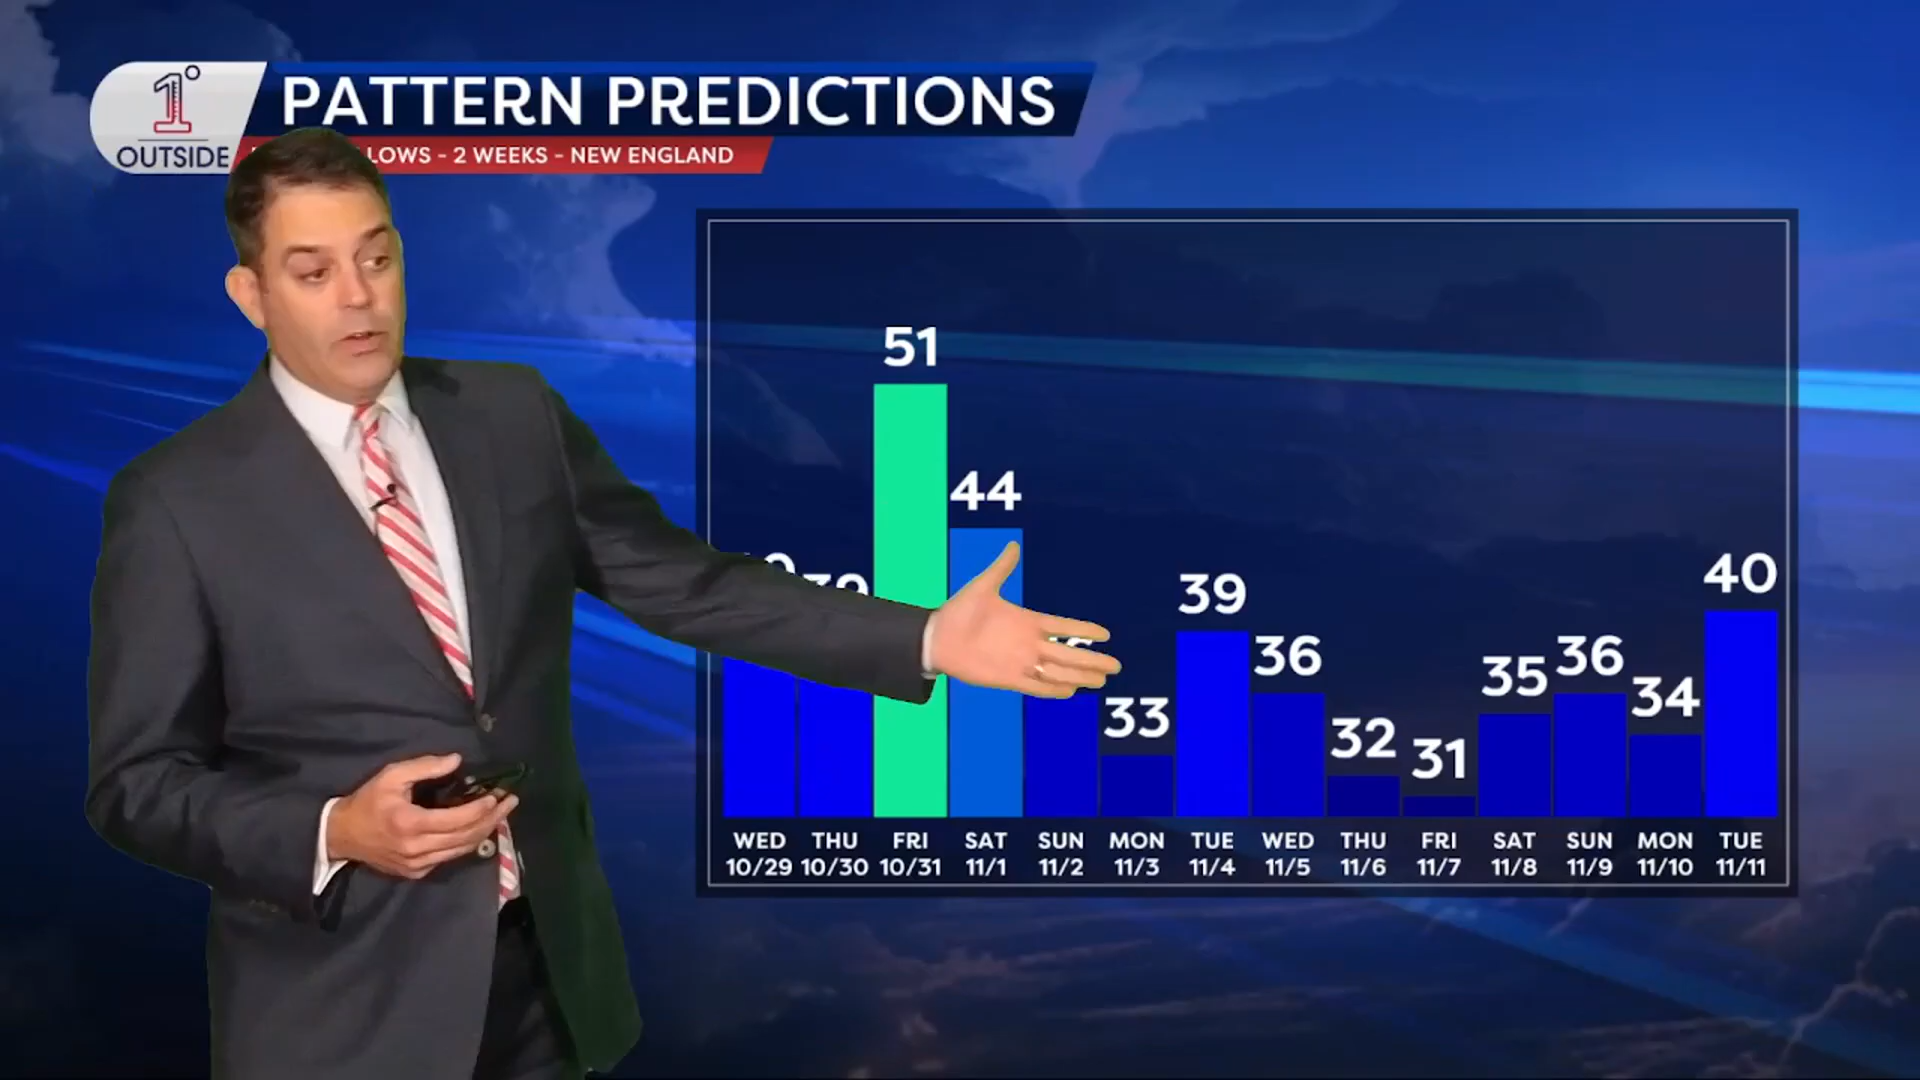 1°
OUTSIDE
PATTERN PREDICTIONS
LOWS - 2 WEEKS - NEW ENGLAND
51
44
39
36
33
32
31
35
36
34
40
WED THU FRI SAT SUN MON TUE WED THU FRI SAT SUN MON TUE
10/29 10/30 10/31 11/1 11/2 11/3 11/4 11/5 11/6 11/7 11/8 11/9 11/10 11/11